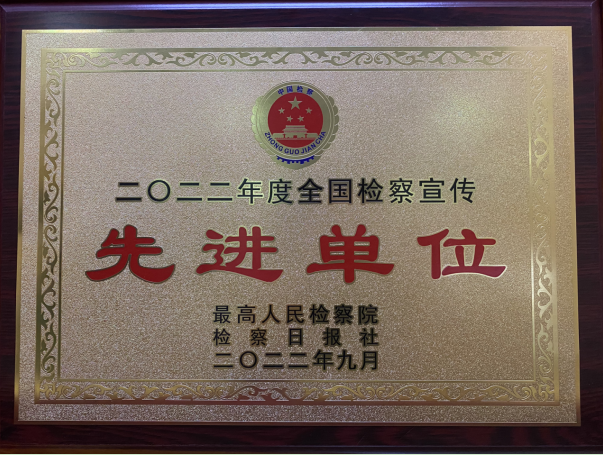 中国检察
ZHONG GUO JIAN CHA
二〇二二年度全国检察宣传
先进单位
最高人民检察院
检察日报社
二〇二二年九月